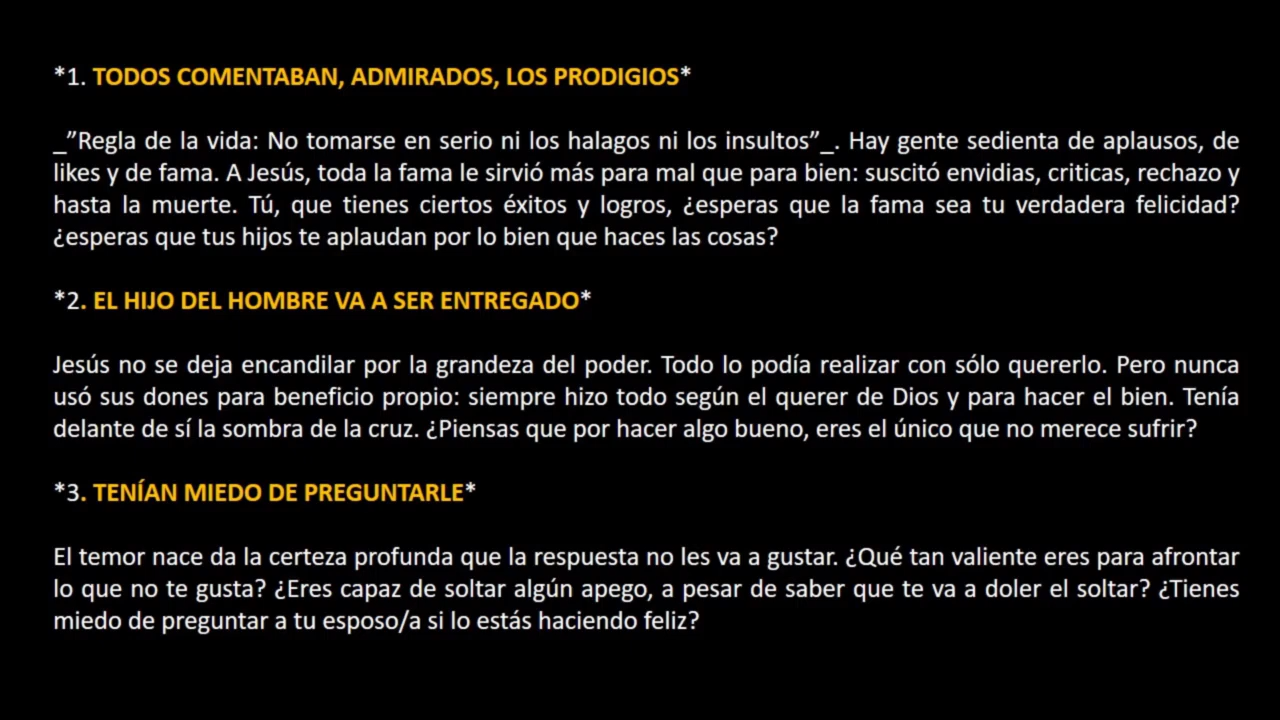 *1. TODOS COMENTABAN, ADMIRADOS, LOS PRODIGIOS*
_”Regla de la vida: No tomarse en serio ni los halagos ni los insultos”_. Hay gente sedienta de aplausos, de
likes y de fama. A Jesús, toda la fama le sirvió más para mal que para bien: suscitó envidias, criticas, rechazo y
hasta la muerte. Tú, que tienes ciertos éxitos y logros, ¿esperas que la fama sea tu verdadera felicidad?
¿esperas que tus hijos te aplaudan por lo bien que haces las cosas?
*2. EL HIJO DEL HOMBRE VA A SER ENTREGADO*
Jesús no se deja encandilar por la grandeza del poder. Todo lo podía realizar con sólo quererlo. Pero nunca
usó sus dones para beneficio propio: siempre hizo todo según el querer de Dios y para hacer el bien. Tenía
delante de sí la sombra de la cruz. ¿Piensas que por hacer algo bueno, eres el único que no merece sufrir?
*3. TENÍAN MIEDO DE PREGUNTARLE*
El temor nace da la certeza profunda que la respuesta no les va a gustar. ¿Qué tan valiente eres para afrontar
lo que no te gusta? ¿Eres capaz de soltar algún apego, a pesar de saber que te va a doler el soltar? ¿Tienes
miedo de preguntar a tu esposo/a si lo estás haciendo feliz?